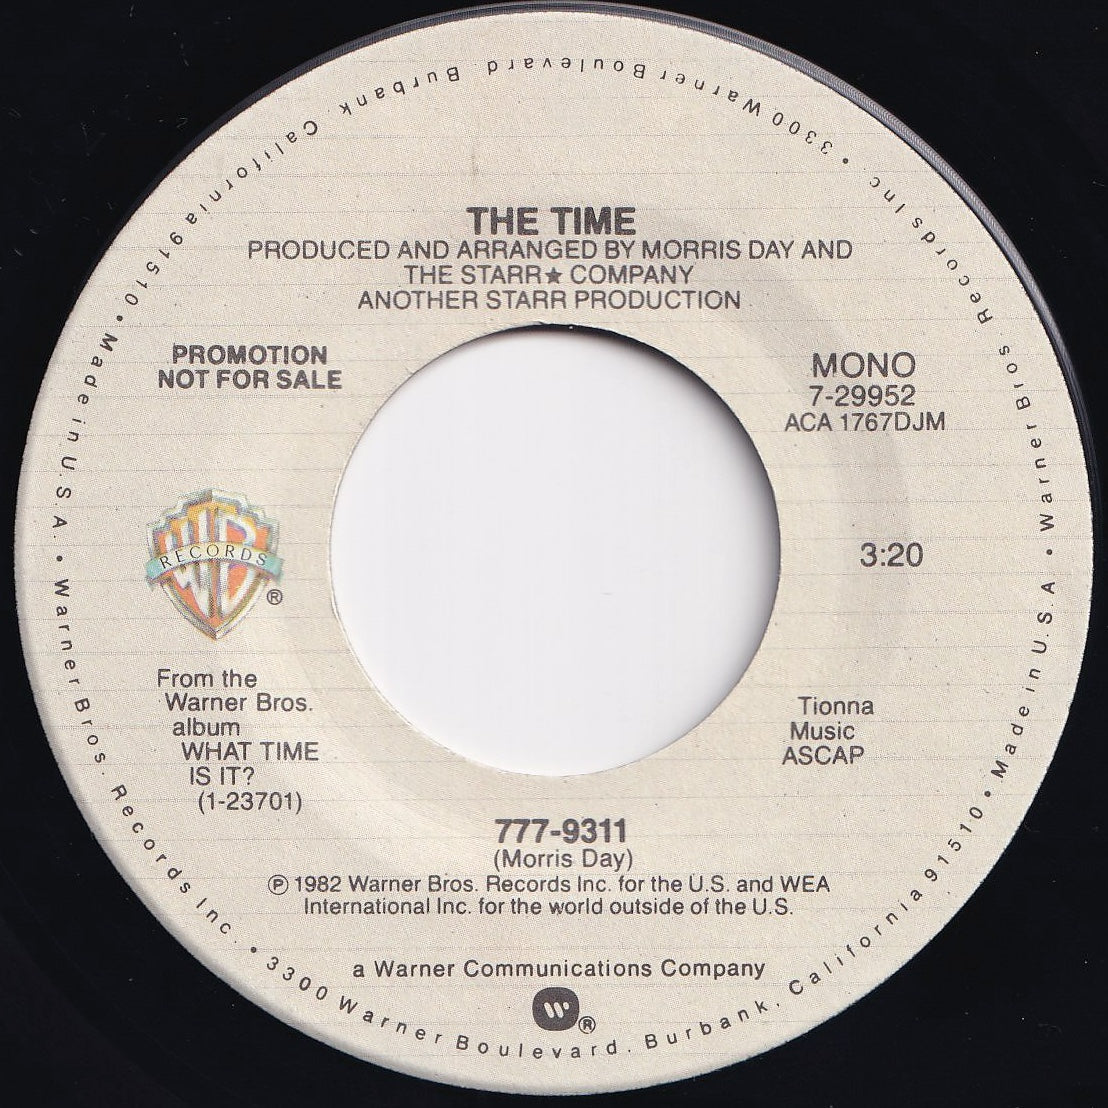 THE TIME
PRODUCED AND ARRANGED BY MORRIS DAY AND
THE STARR★ COMPANY
ANOTHER STARR PRODUCTION
PROMOTION
NOT FOR SALE
MONO
7-29952
ACA 1767DJM
WB
RECORDS
®
3:20
From the
Warner Bros.
album
WHAT TIME
IS IT?
(1-23701)
Tionna
Music
ASCAP
777-9311
(Morris Day)
℗ 1982 Warner Bros. Records Inc. for the U.S. and WEA
International Inc. for the world outside of the U.S.
a Warner Communications Company
W®
Made in U.S.A. • Warner Bros. Records Inc. • 3300 Warner Boulevard. Burbank. California 91510 • Made in U.S.A • Warner Bros Records Inc. • 3300 Warner Boulevard Burbank. California 91510 •